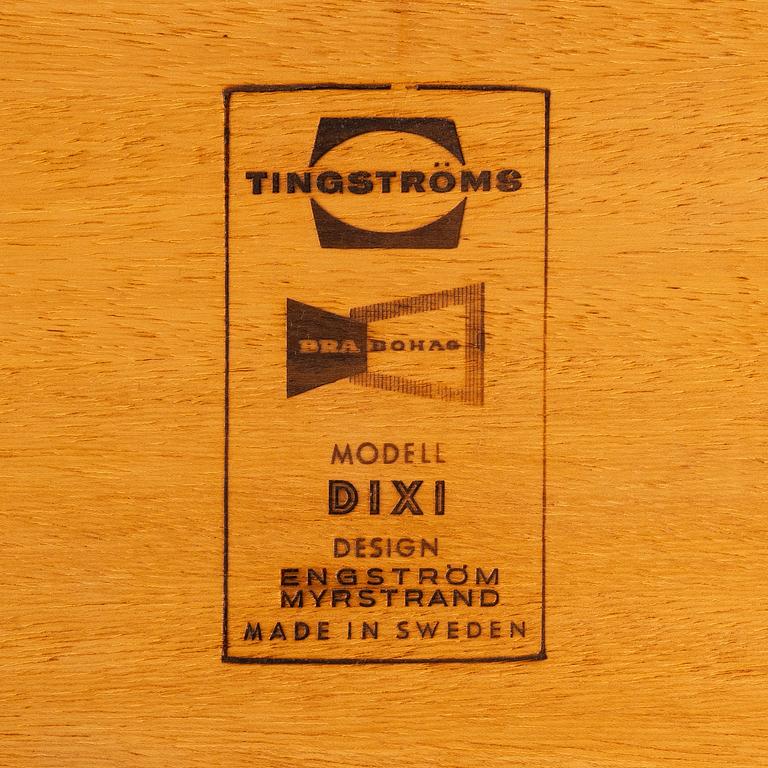 TINGSTRÖMS
BRA BOHAG
MODELL
DIXI
DESIGN
ENGSTRÖM
MYRSTRAND
MADE IN SWEDEN